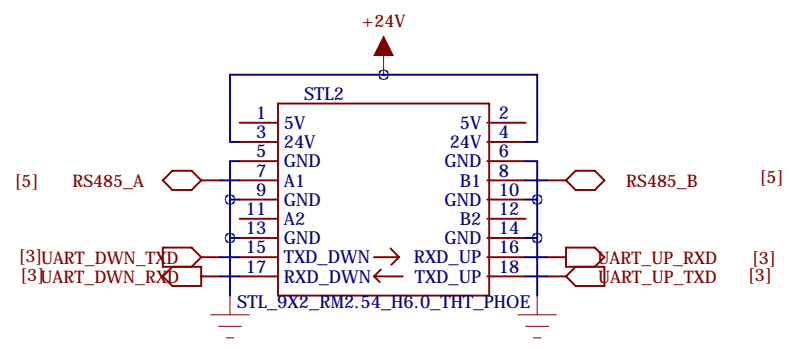 +24V
STL2
1 5V 5V 2
3 24V 24V 4
5 GND GND 6
[5] RS485_A 7 A1 B1 8 RS485_B [5]
9 GND GND 10
11 A2 B2 12
13 GND GND 14
[3] UART_DWN_TXD 15 TXD_DWN RXD_UP 16 UART_UP_RXD [3]
[3] UART_DWN_RXD 17 RXD_DWN TXD_UP 18 UART_UP_TXD [3]
STL_9X2_RM2.54_H6.0_THT_PHOE